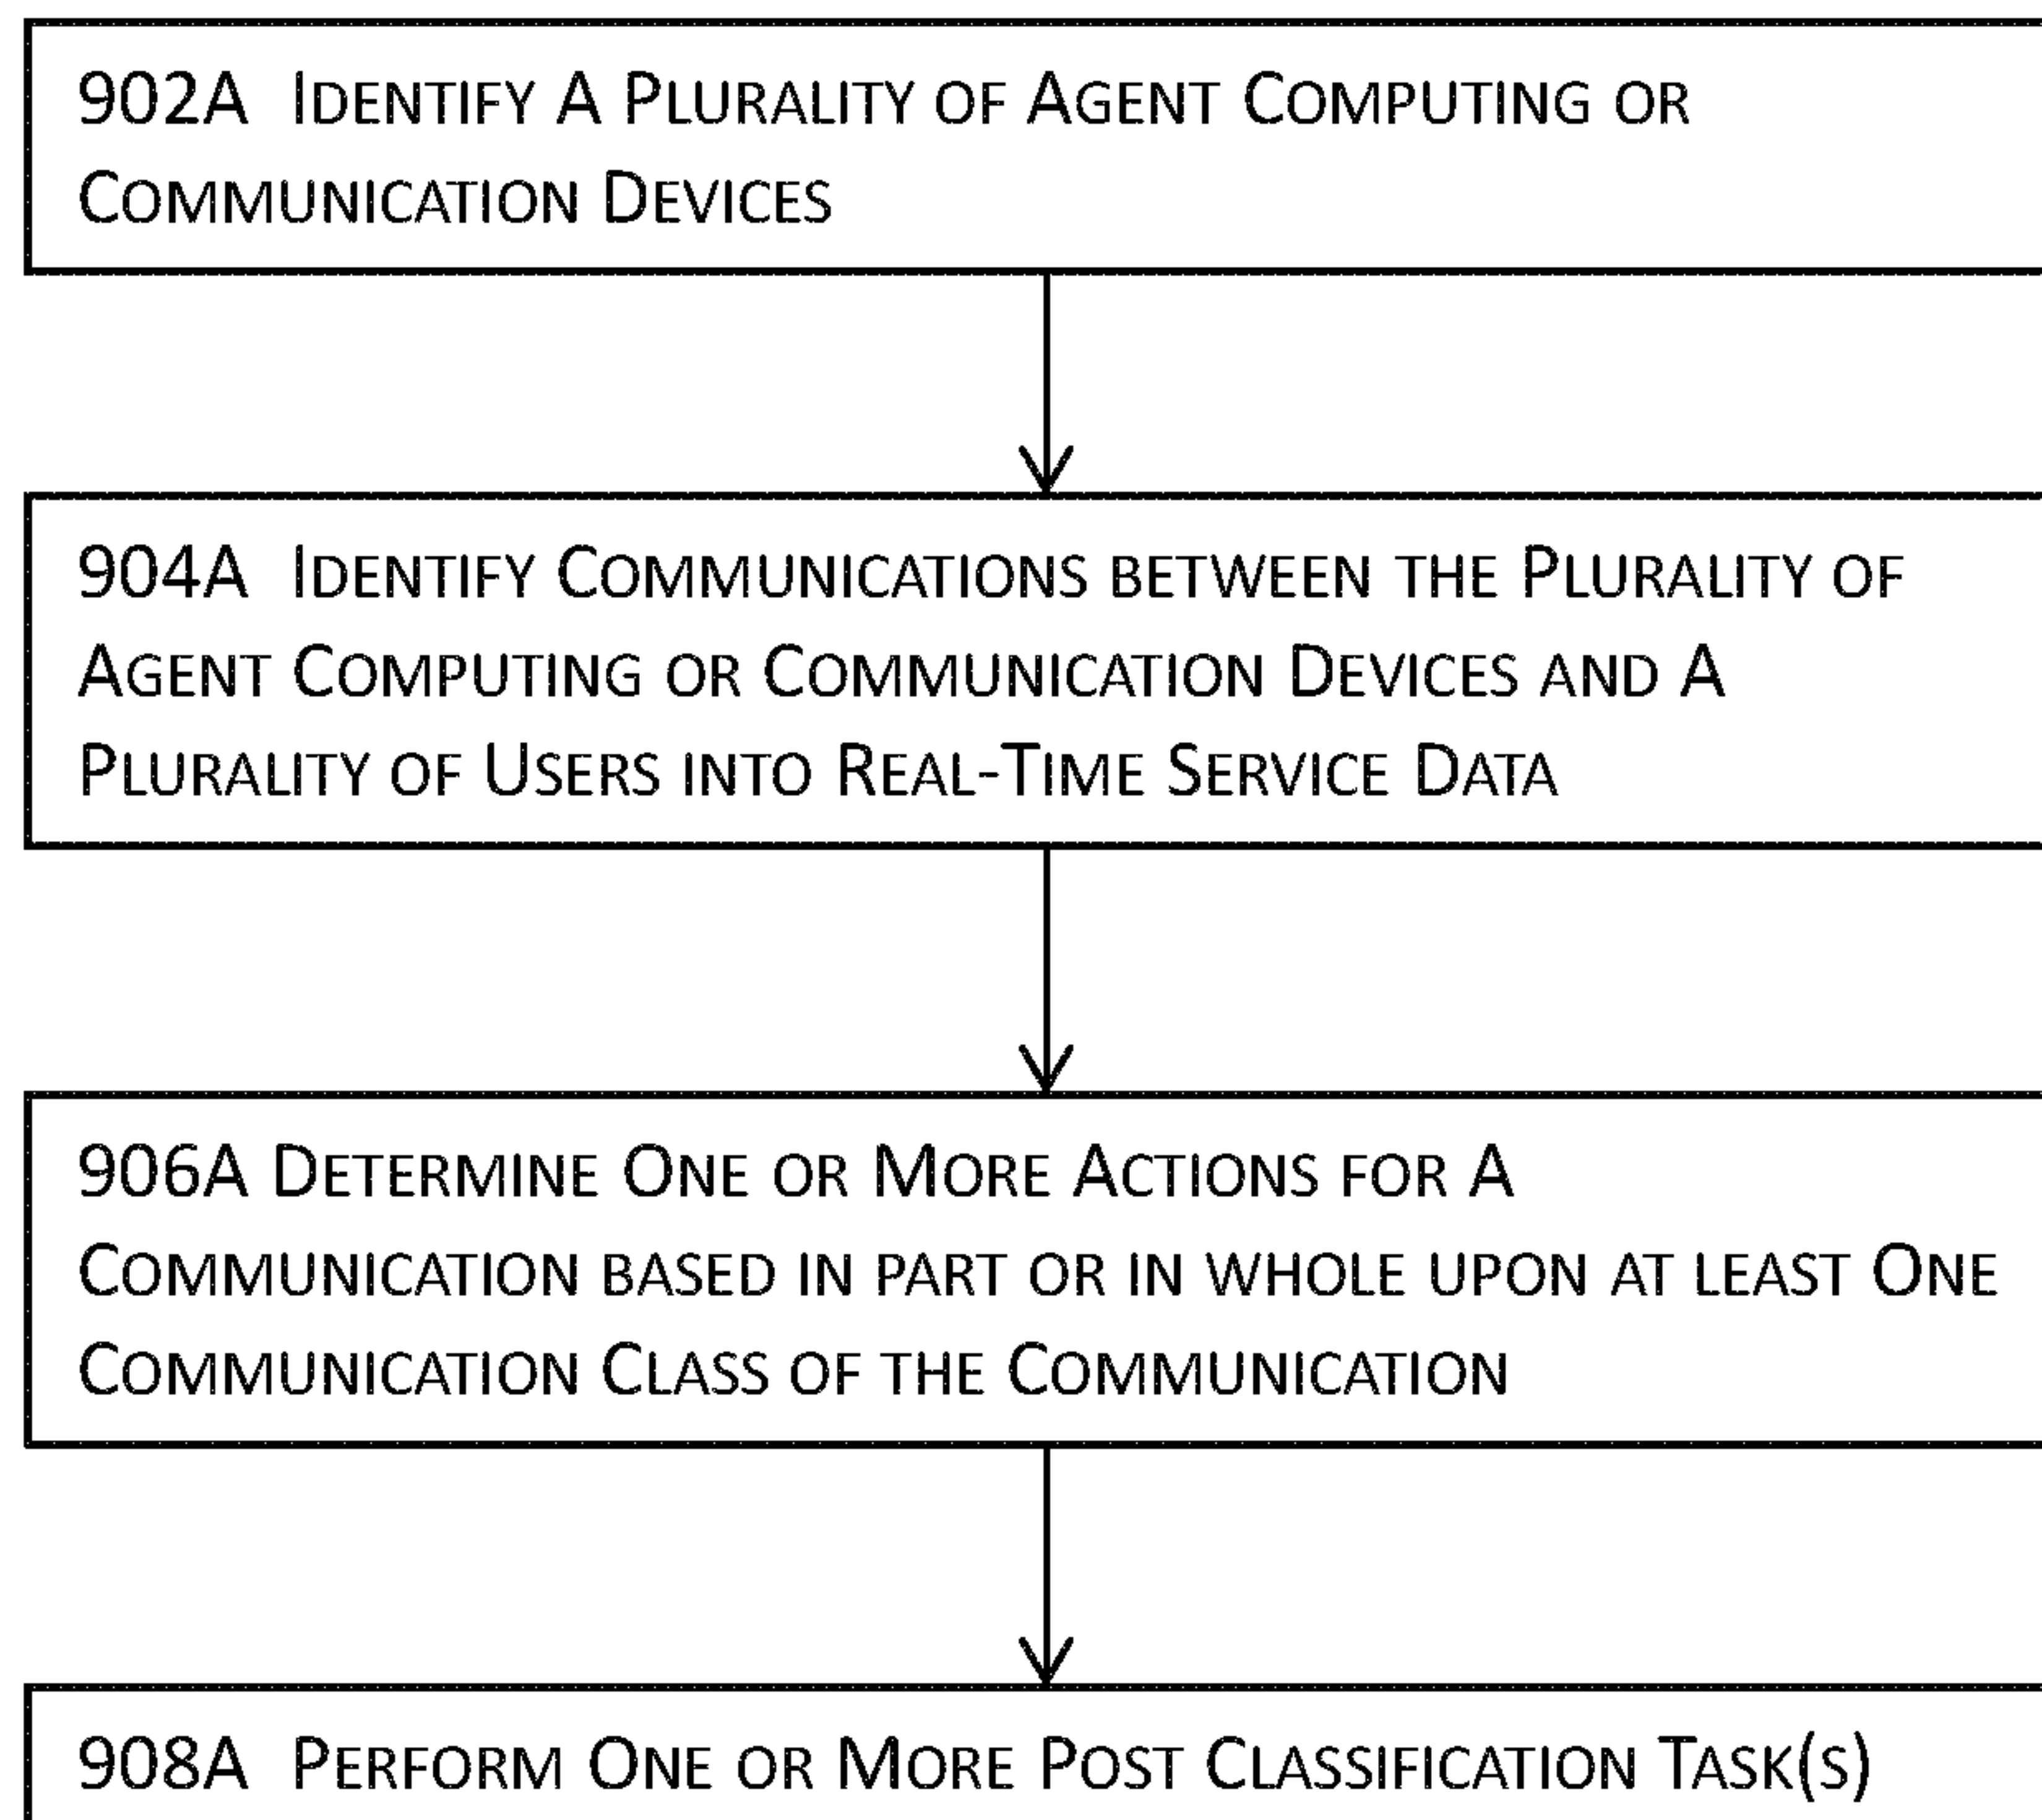 902A Identify A Plurality of Agent Computing or
Communication Devices
904A Identify Communications between the Plurality of
Agent Computing or Communication Devices and A
Plurality of Users into Real-Time Service Data
906A Determine One or More Actions for A
Communication based in part or in whole upon at least One
Communication Class of the Communication
908A Perform One or More Post Classification Task(s)